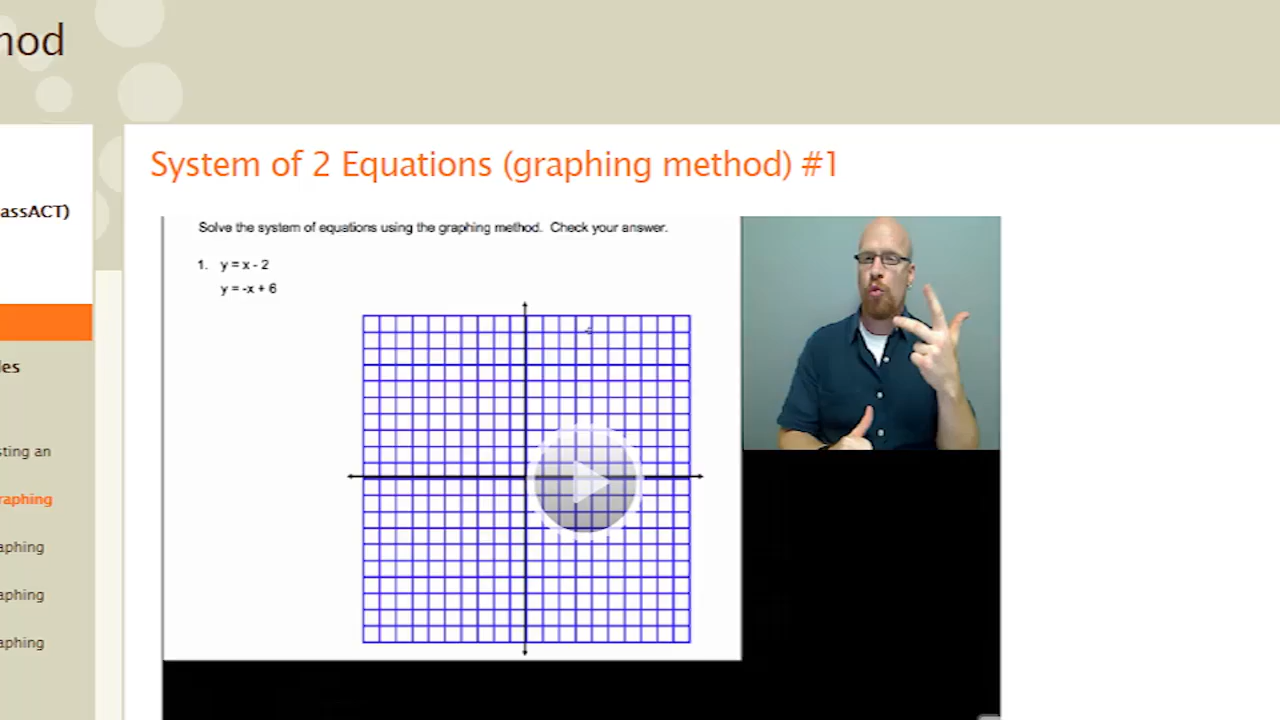 nod
assACT)
les
sting an
raphing
aphing
aphing
aphing
System of 2 Equations (graphing method) #1
Solve the system of equations using the graphing method. Check your answer.
1. y = x - 2
y = -x + 6